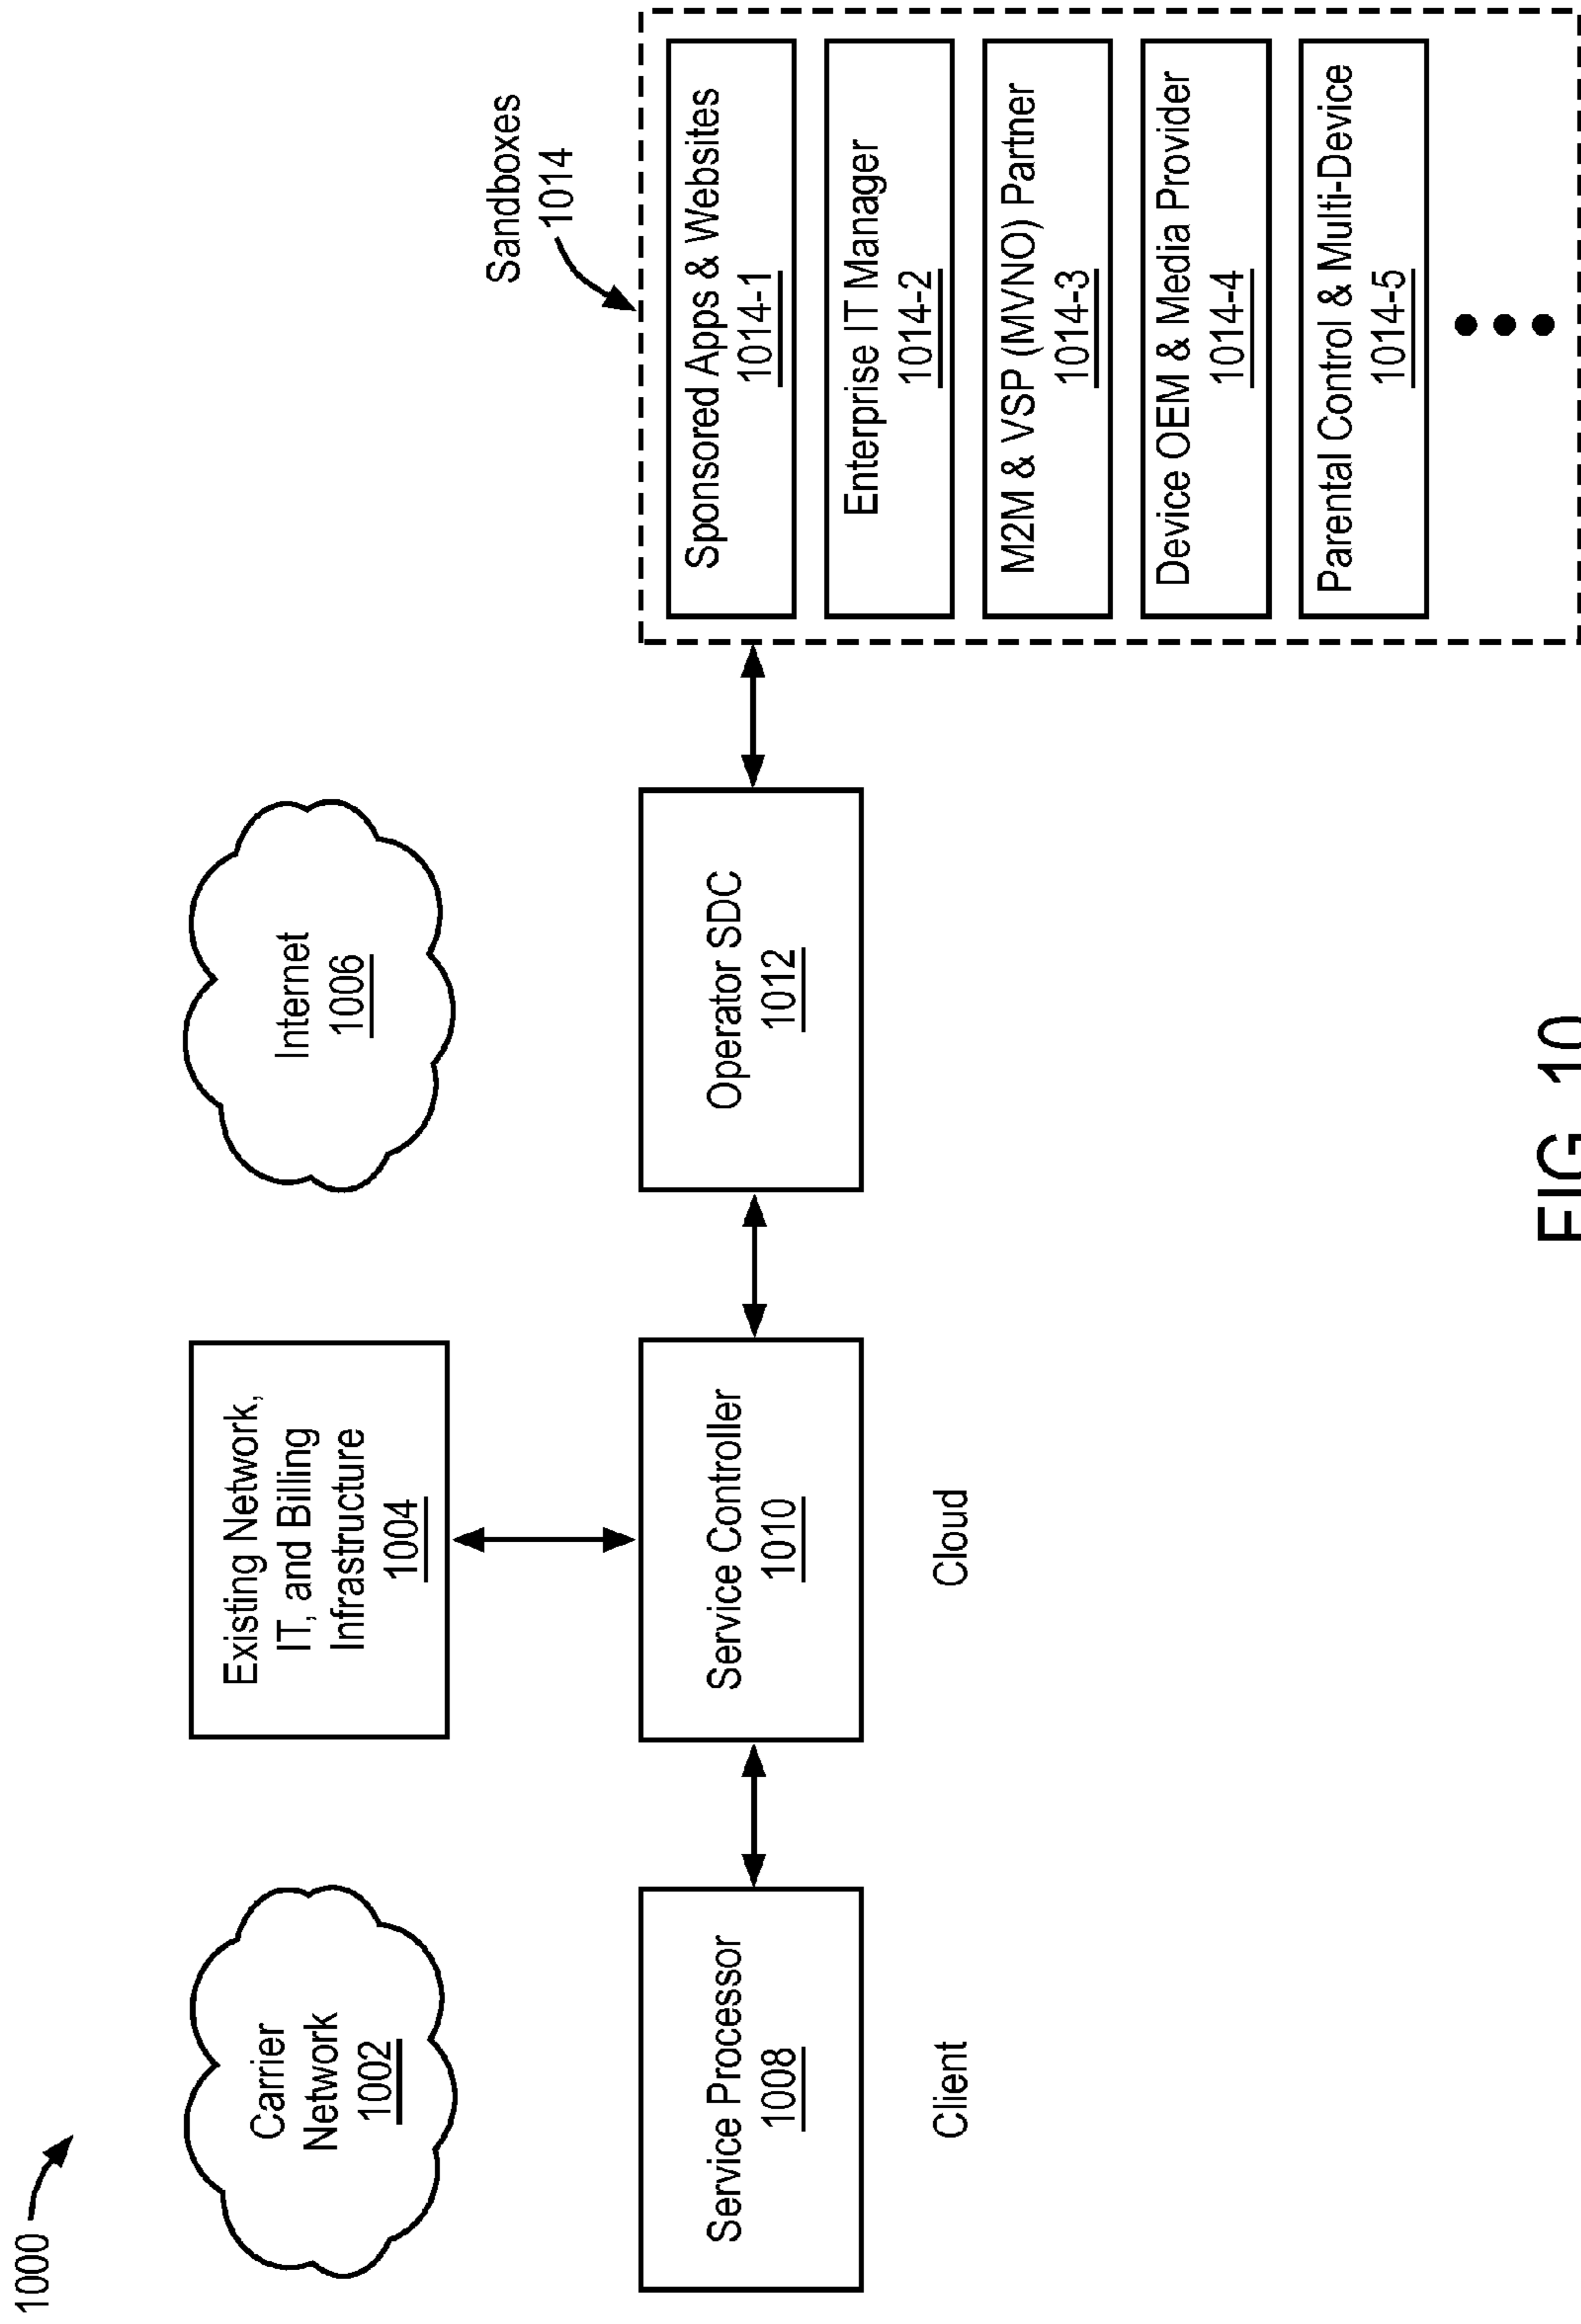 1000
Carrier
Network
1002
Existing Network,
IT, and Billing
Infrastructure
1004
Internet
1006
Service Processor
1008
Client
Service Controller
1010
Cloud
Operator SDC
1012
Sandboxes
1014
Sponsored Apps & Websites
1014-1
Enterprise IT Manager
1014-2
M2M & VSP (MVNO) Partner
1014-3
Device OEM & Media Provider
1014-4
Parental Control & Multi-Device
1014-5
FIG. 10